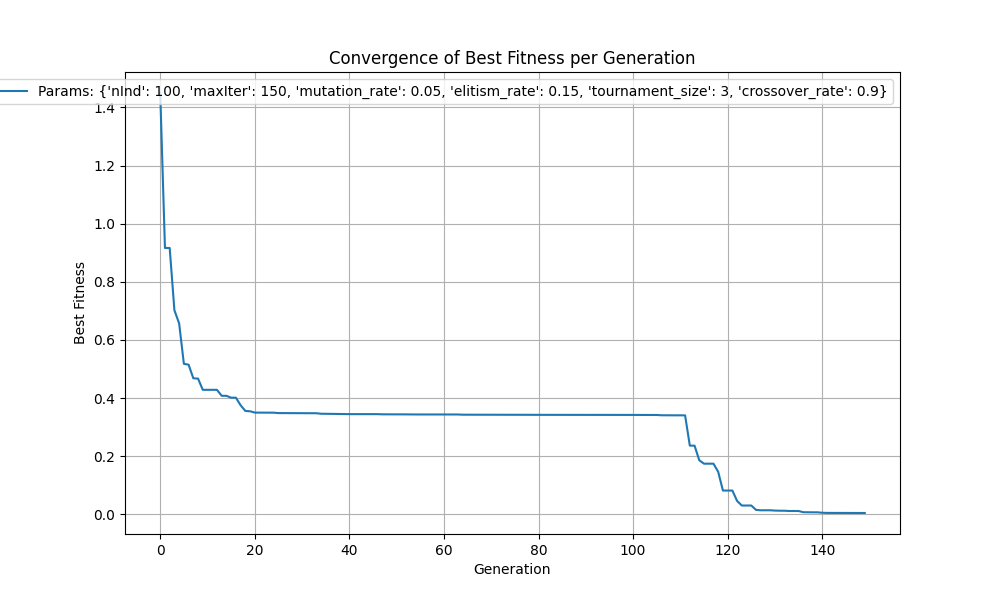 Convergence of Best Fitness per Generation
Params: {'nInd': 100, 'maxIter': 150, 'mutation_rate': 0.05, 'elitism_rate': 0.15, 'tournament_size': 3, 'crossover_rate': 0.9}
1.4
1.2
1.0
0.8
0.6
0.4
0.2
0.0
Best Fitness
0 20 40 60 80 100 120 140
Generation